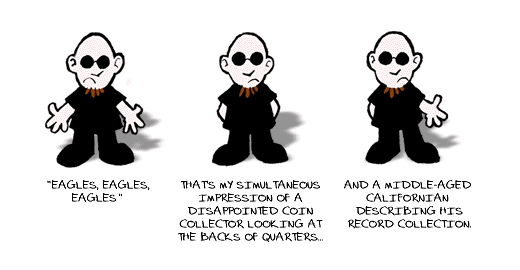 "EAGLES, EAGLES,
EAGLES"
THAT'S MY SIMULTANEOUS
IMPRESSION OF A
DISAPPOINTED COIN
COLLECTOR LOOKING AT
THE BACKS OF QUARTERS...
AND A MIDDLE-AGED
CALIFORNIAN
DESCRIBING HIS
RECORD COLLECTION.